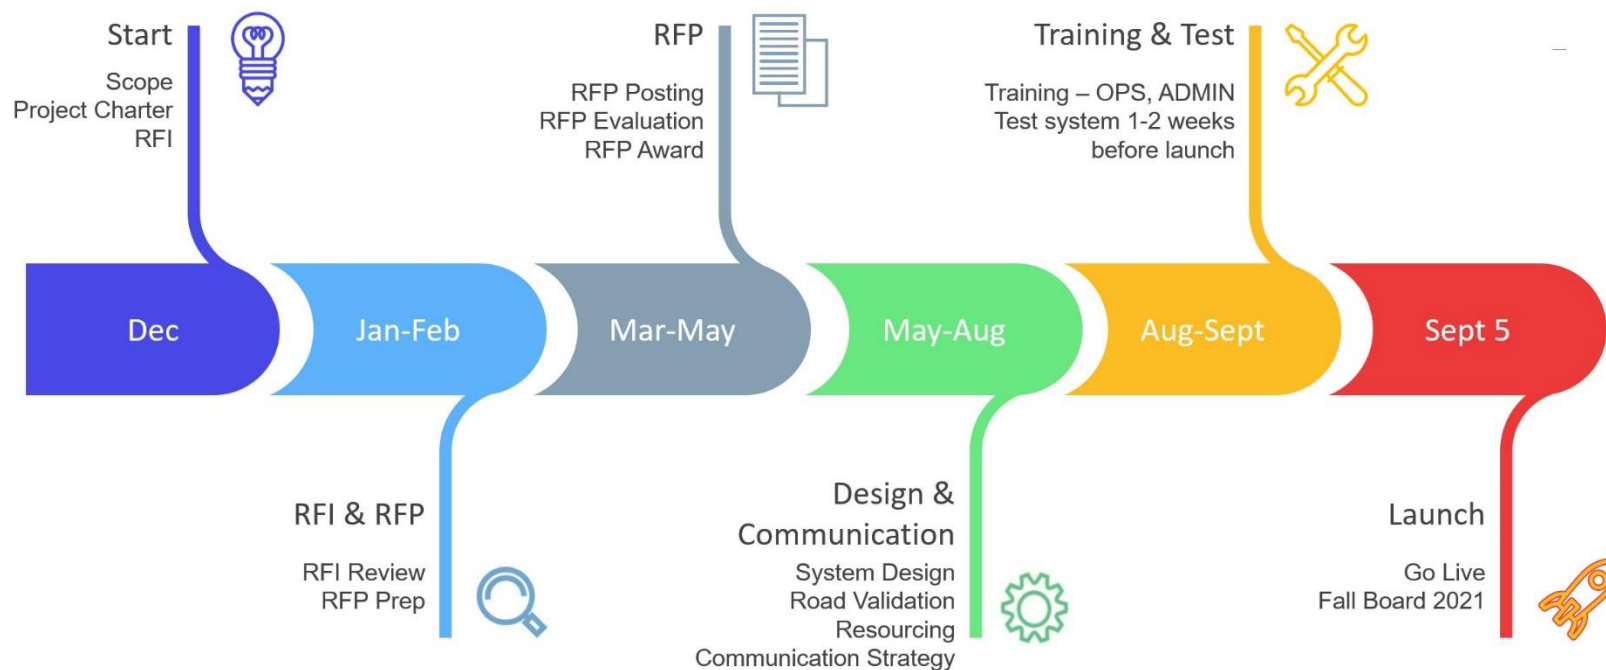 Start
Scope
Project Charter
RFI
RFP
RFP Posting
RFP Evaluation
RFP Award
Training & Test
Training – OPS, ADMIN
Test system 1-2 weeks
before launch
Dec
Jan-Feb
Mar-May
May-Aug
Aug-Sept
Sept 5
RFI & RFP
RFI Review
RFP Prep
Design &
Communication
System Design
Road Validation
Resourcing
Communication Strategy
Launch
Go Live
Fall Board 2021